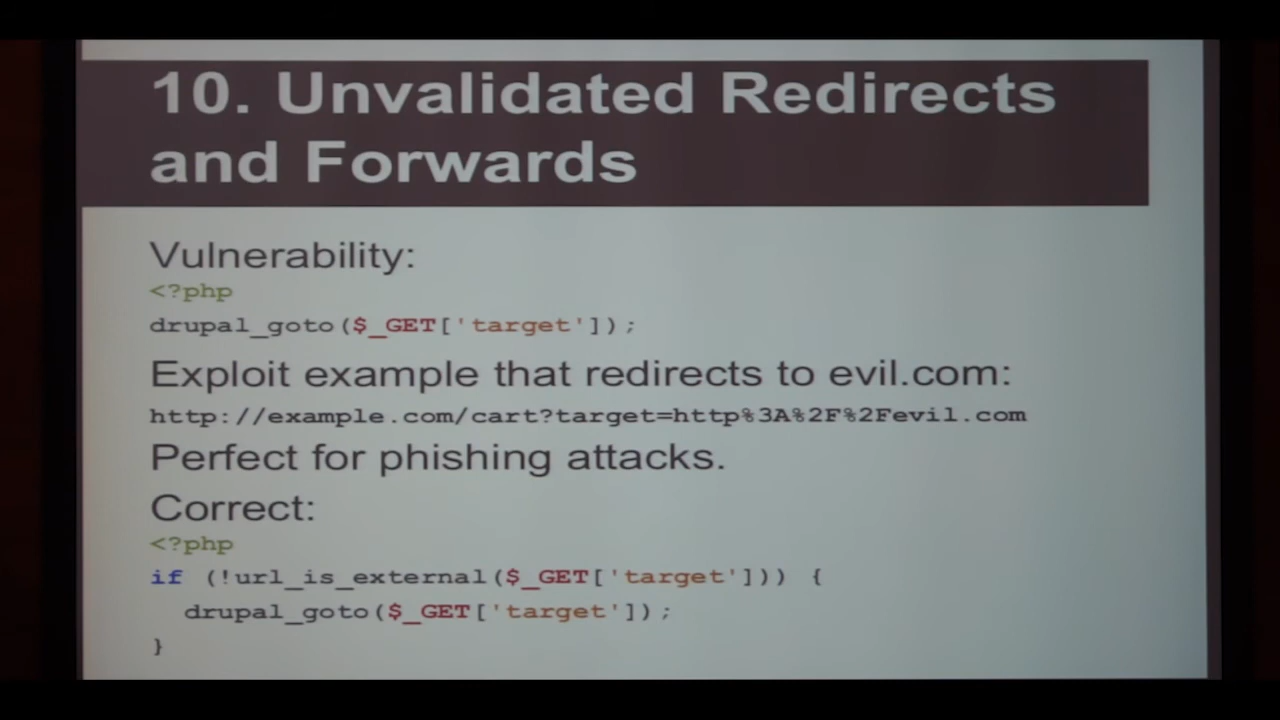 10. Unvalidated Redirects
and Forwards
Vulnerability:
<?php
drupal_goto($_GET['target']);
Exploit example that redirects to evil.com:
http://example.com/cart?target=http%3A%2F%2Fevil.com
Perfect for phishing attacks.
Correct:
<?php
if (!url_is_external($_GET['target'])) {
  drupal_goto($_GET['target']);
}